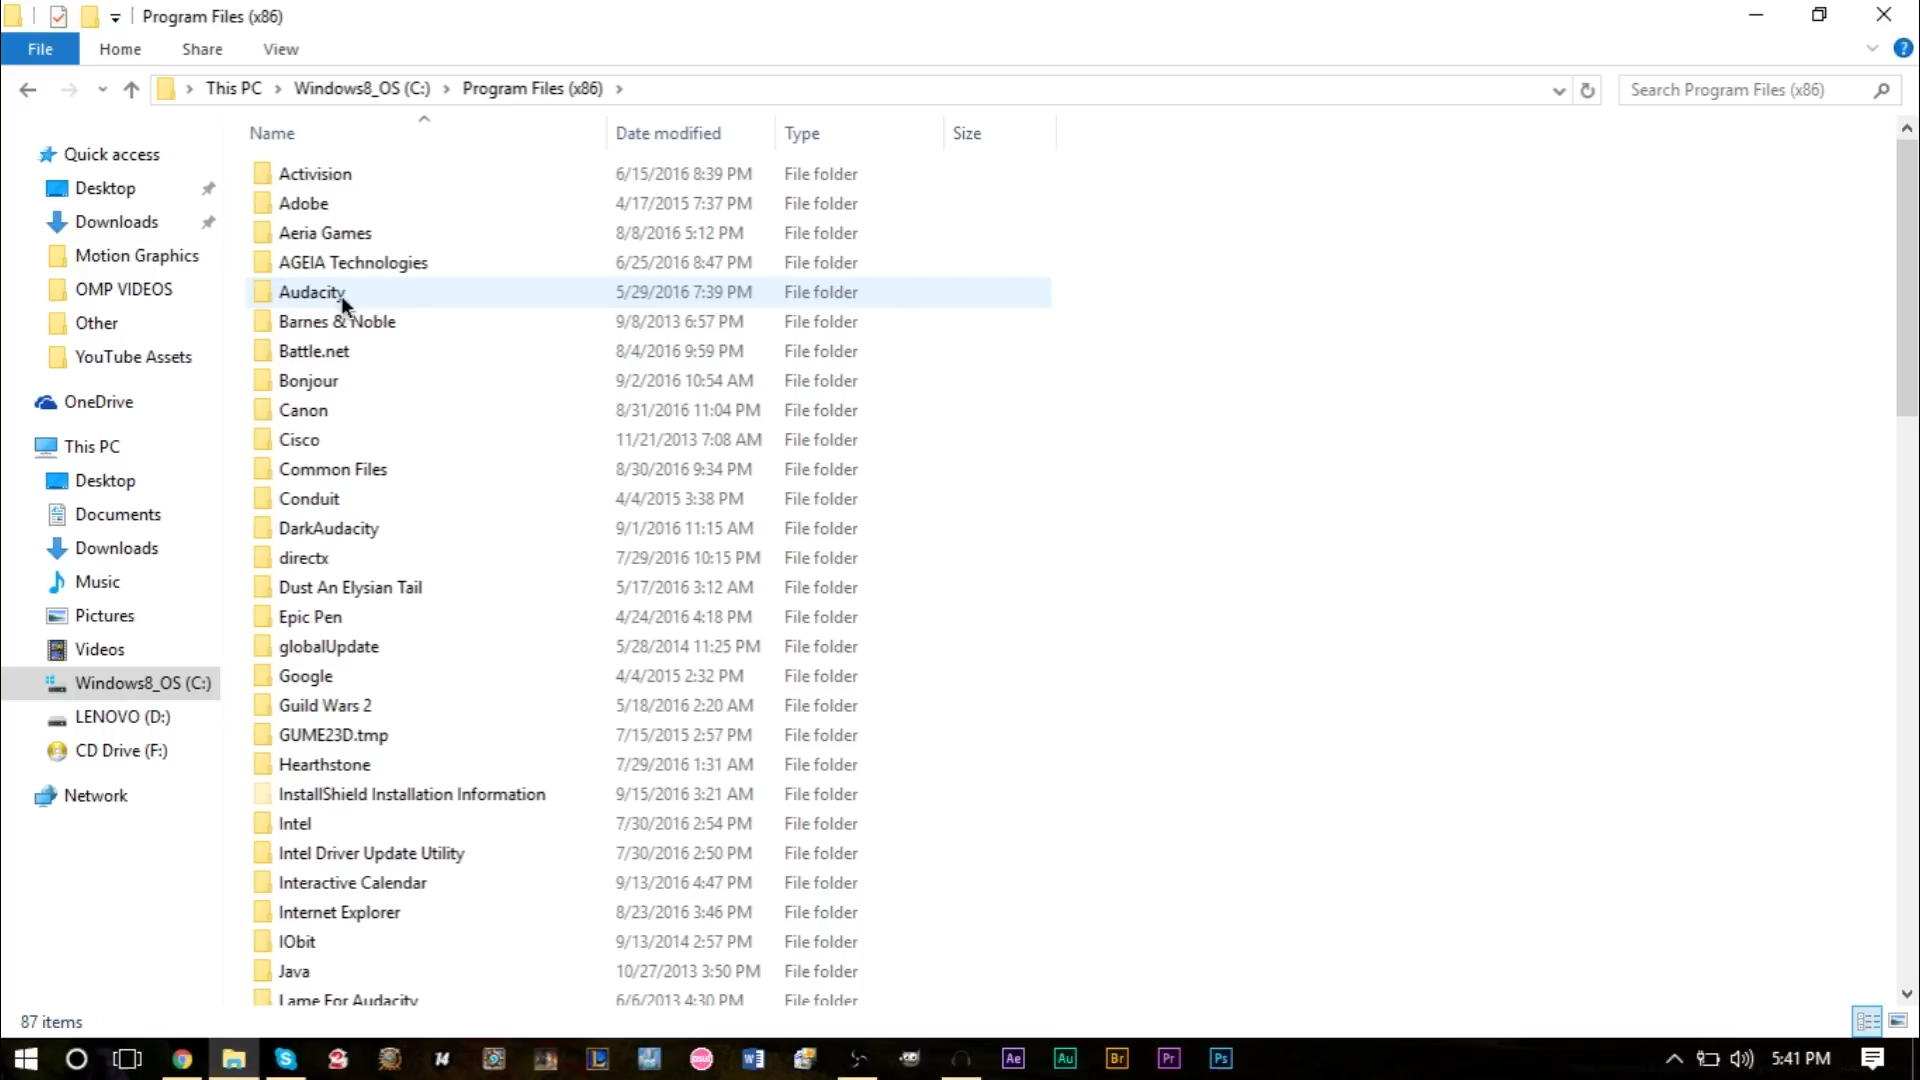 Program Files (x86)
File Home Share View
This PC Windows8_OS (C:) Program Files (x86)
Search Program Files (x86)
Name Date modified Type Size
Quick access
Desktop
Downloads
Motion Graphics
OMP VIDEOS
Other
YouTube Assets
OneDrive
This PC
Desktop
Documents
Downloads
Music
Pictures
Videos
Windows8_OS (C:)
LENOVO (D:)
CD Drive (F:)
Network
Activision 6/15/2016 8:39 PM File folder
Adobe 4/17/2015 7:37 PM File folder
Aeria Games 8/8/2016 5:12 PM File folder
AGEIA Technologies 6/25/2016 8:47 PM File folder
Audacity 5/29/2016 7:39 PM File folder
Barnes & Noble 9/8/2013 6:57 PM File folder
Battle.net 8/4/2016 9:59 PM File folder
Bonjour 9/2/2016 10:54 AM File folder
Canon 8/31/2016 11:04 PM File folder
Cisco 11/21/2013 7:08 AM File folder
Common Files 8/30/2016 9:34 PM File folder
Conduit 4/4/2015 3:38 PM File folder
DarkAudacity 9/1/2016 11:15 AM File folder
directx 7/29/2016 10:15 PM File folder
Dust An Elysian Tail 5/17/2016 3:12 AM File folder
Epic Pen 4/24/2016 4:18 PM File folder
globalUpdate 5/28/2014 11:25 PM File folder
Google 4/4/2015 2:32 PM File folder
Guild Wars 2 5/18/2016 2:20 AM File folder
GUME23D.tmp 7/15/2015 2:57 PM File folder
Hearthstone 7/29/2016 1:31 AM File folder
InstallShield Installation Information 9/15/2016 3:21 AM File folder
Intel 7/30/2016 2:54 PM File folder
Intel Driver Update Utility 7/30/2016 2:50 PM File folder
Interactive Calendar 9/13/2016 4:47 PM File folder
Internet Explorer 8/23/2016 3:46 PM File folder
IObit 9/13/2014 2:57 PM File folder
Java 10/27/2013 3:50 PM File folder
Lame For Audacity 6/6/2013 4:30 PM File folder
87 items
14 osu! Ae Au Br Pr Ps 5:41 PM